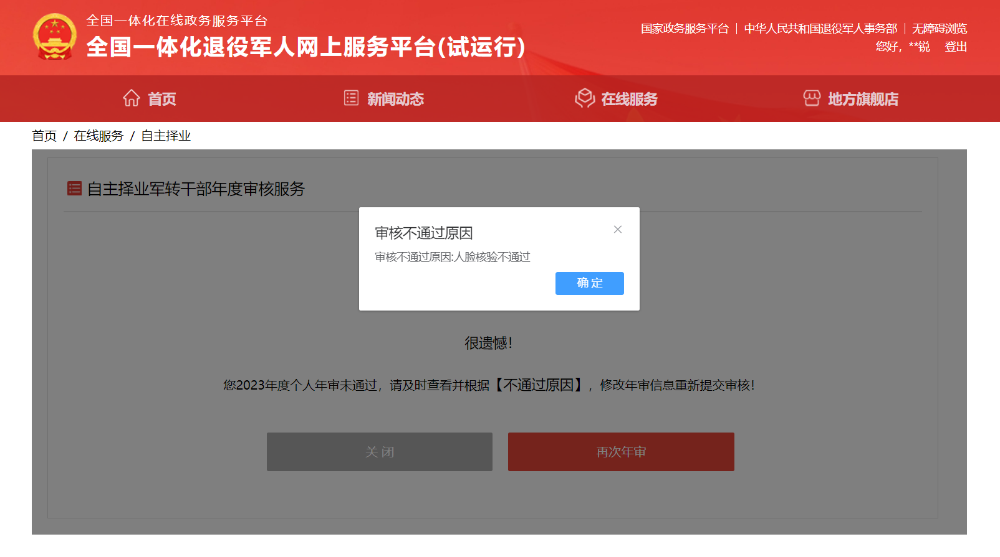 全国一体化在线政务服务平台
全国一体化退役军人网上服务平台(试运行)
国家政务服务平台 | 中华人民共和国退役军人事务部 | 无障碍浏览
您好，**锐 登出
首页 新闻动态 在线服务 地方旗舰店
首页 / 在线服务 / 自主择业
自主择业军转干部年度审核服务
审核不通过原因
审核不通过原因:人脸核验不通过
确定
很遗憾！
您2023年度个人年审未通过，请及时查看并根据【不通过原因】，修改年审信息重新提交审核！
关 闭 再次年审